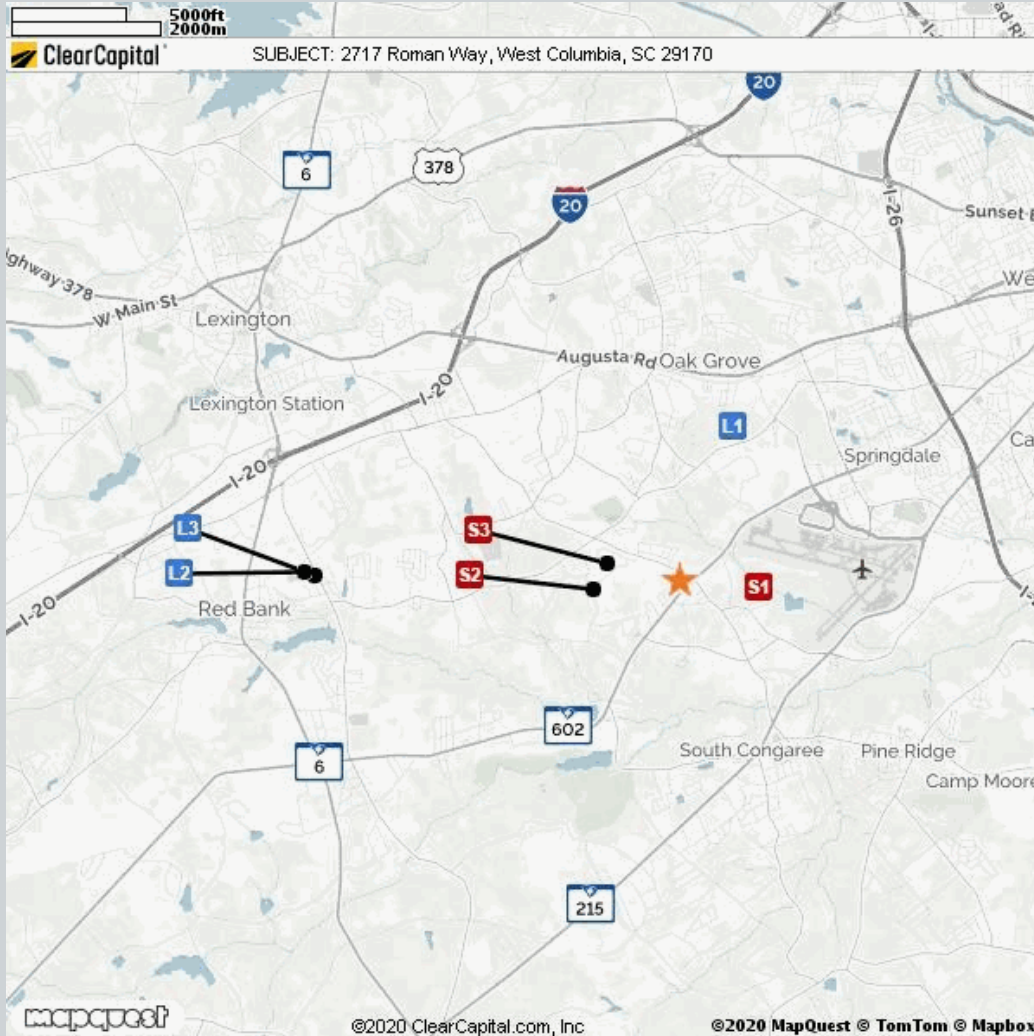 5000ft
2000m
ClearCapital
SUBJECT: 2717 Roman Way, West Columbia, SC 29170
20
6
378
20
I-26
Sunset
Highway 378
W Main St
Lexington
Augusta Rd
Oak Grove
I-20
Lexington Station
L1
Springdale
I-20
L3
S3
L2
S2
S1
I-20
Red Bank
602
6
South Congaree
Pine Ridge
Camp Moore
215
mapquest
©2020 ClearCapital.com, Inc
©2020 MapQuest © TomTom © Mapbox